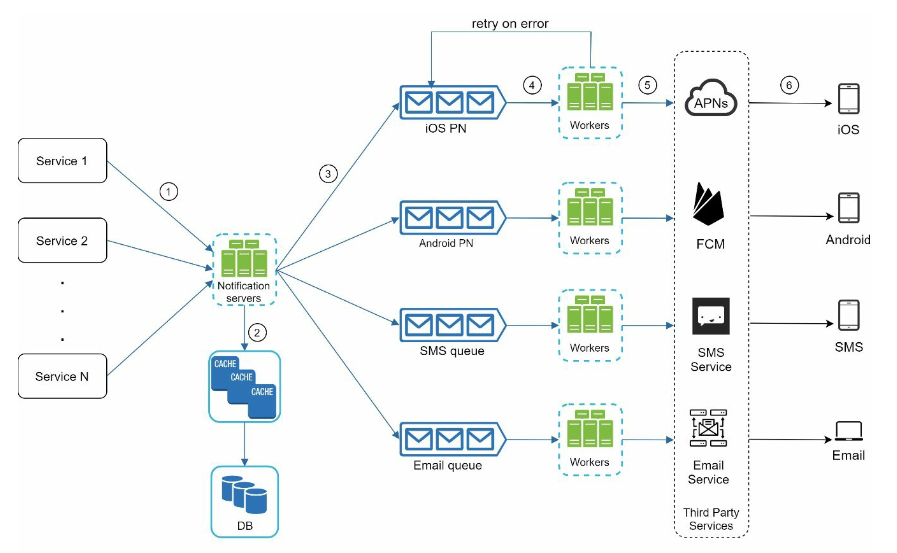 retry on error
4
5
6
APNs
iOS PN
Workers
iOS
Service 1
3
1
Service 2
Android PN
Workers
FCM
Android
.
.
.
Notification
servers
2
SMS queue
Workers
SMS
Service
SMS
CACHE
CACHE
CACHE
Service N
Email queue
Workers
Email
Service
Email
DB
Third Party
Services